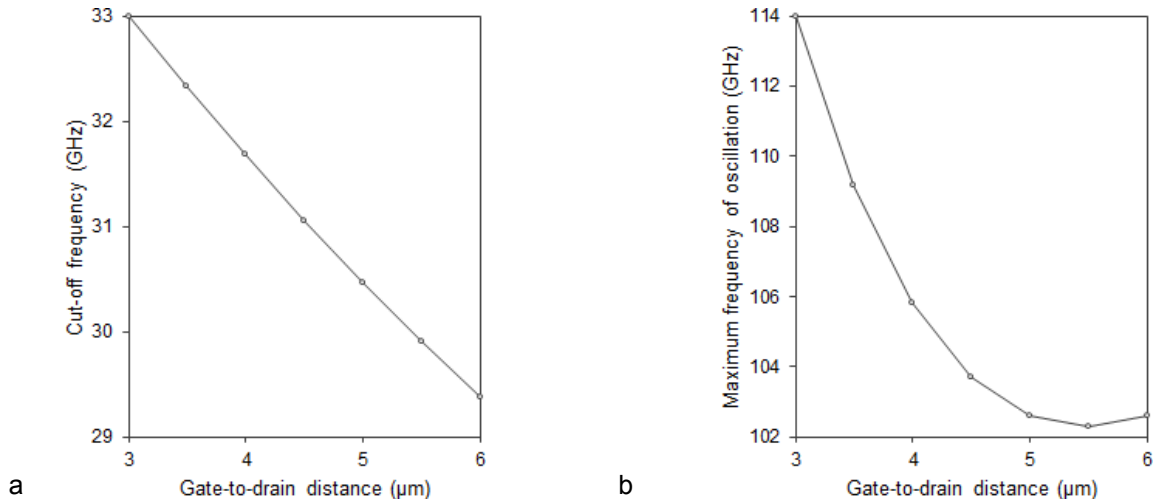 Cut-off frequency (GHz)
33
32
31
30
29
3 4 5 6
Gate-to-drain distance (µm)
a
Maximum frequency of oscillation (GHz)
114
112
110
108
106
104
102
3 4 5 6
Gate-to-drain distance (µm)
b